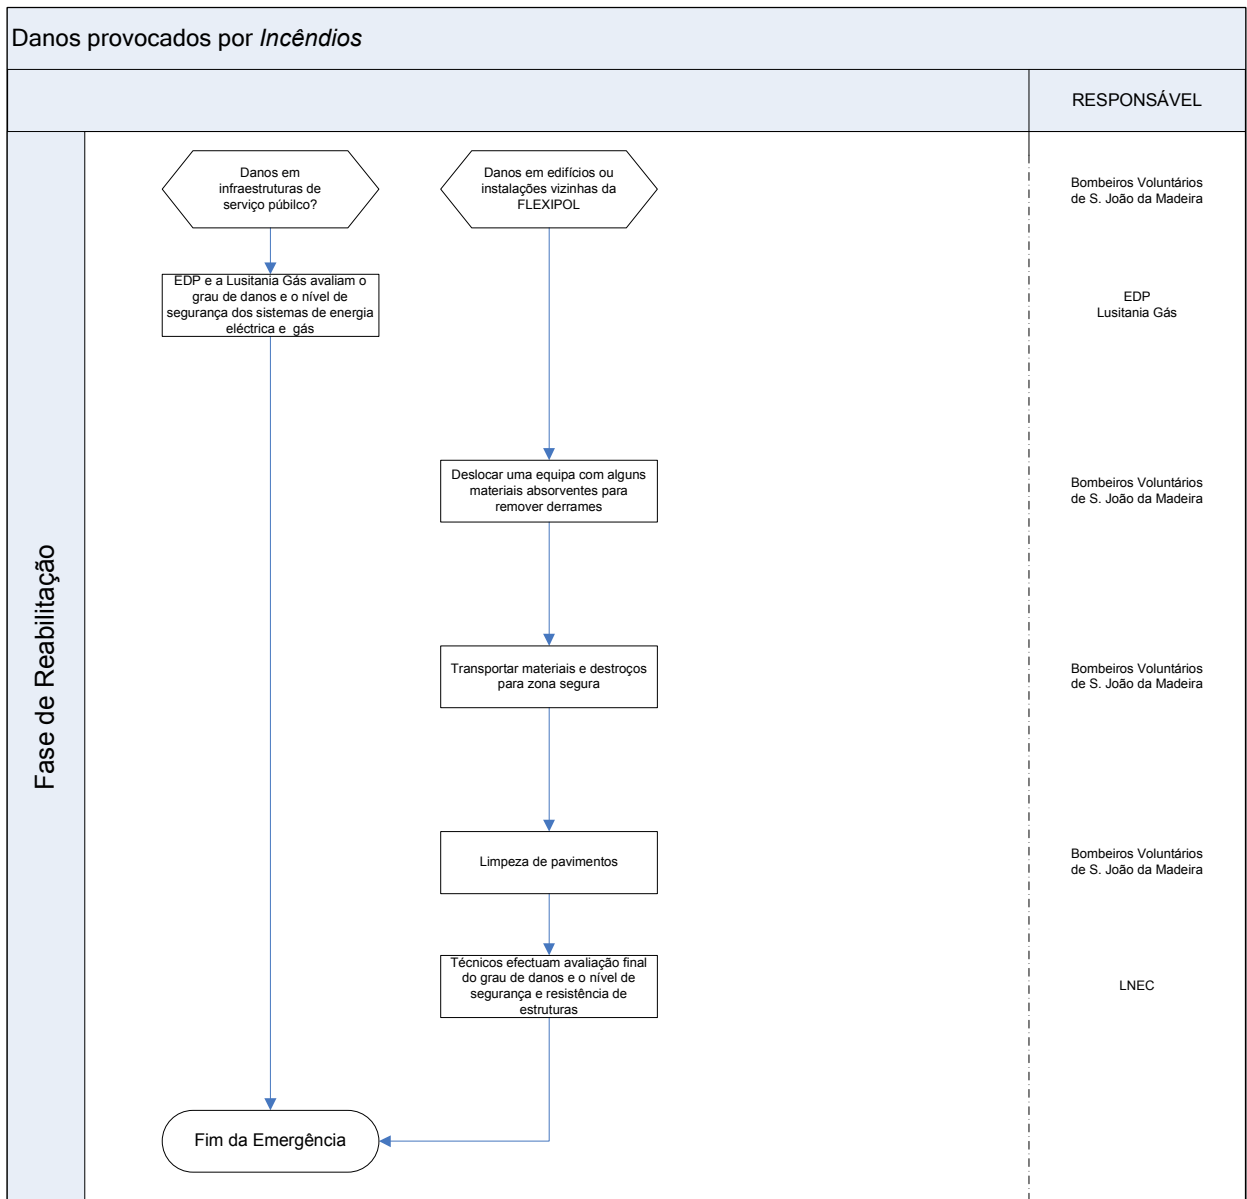 Danos provocados por Incêndios
RESPONSÁVEL
Fase de Reabilitação
Danos em
infraestruturas de
serviço púbilco?
Danos em edifícios ou
instalações vizinhas da
FLEXIPOL
Bombeiros Voluntários
de S. João da Madeira
EDP e a Lusitania Gás avaliam o
grau de danos e o nível de
segurança dos sistemas de energia
eléctrica e gás
EDP
Lusitania Gás
Deslocar uma equipa com alguns
materiais absorventes para
remover derrames
Bombeiros Voluntários
de S. João da Madeira
Transportar materiais e destroços
para zona segura
Bombeiros Voluntários
de S. João da Madeira
Limpeza de pavimentos
Bombeiros Voluntários
de S. João da Madeira
Técnicos efectuam avaliação final
do grau de danos e o nível de
segurança e resistência de
estruturas
LNEC
Fim da Emergência